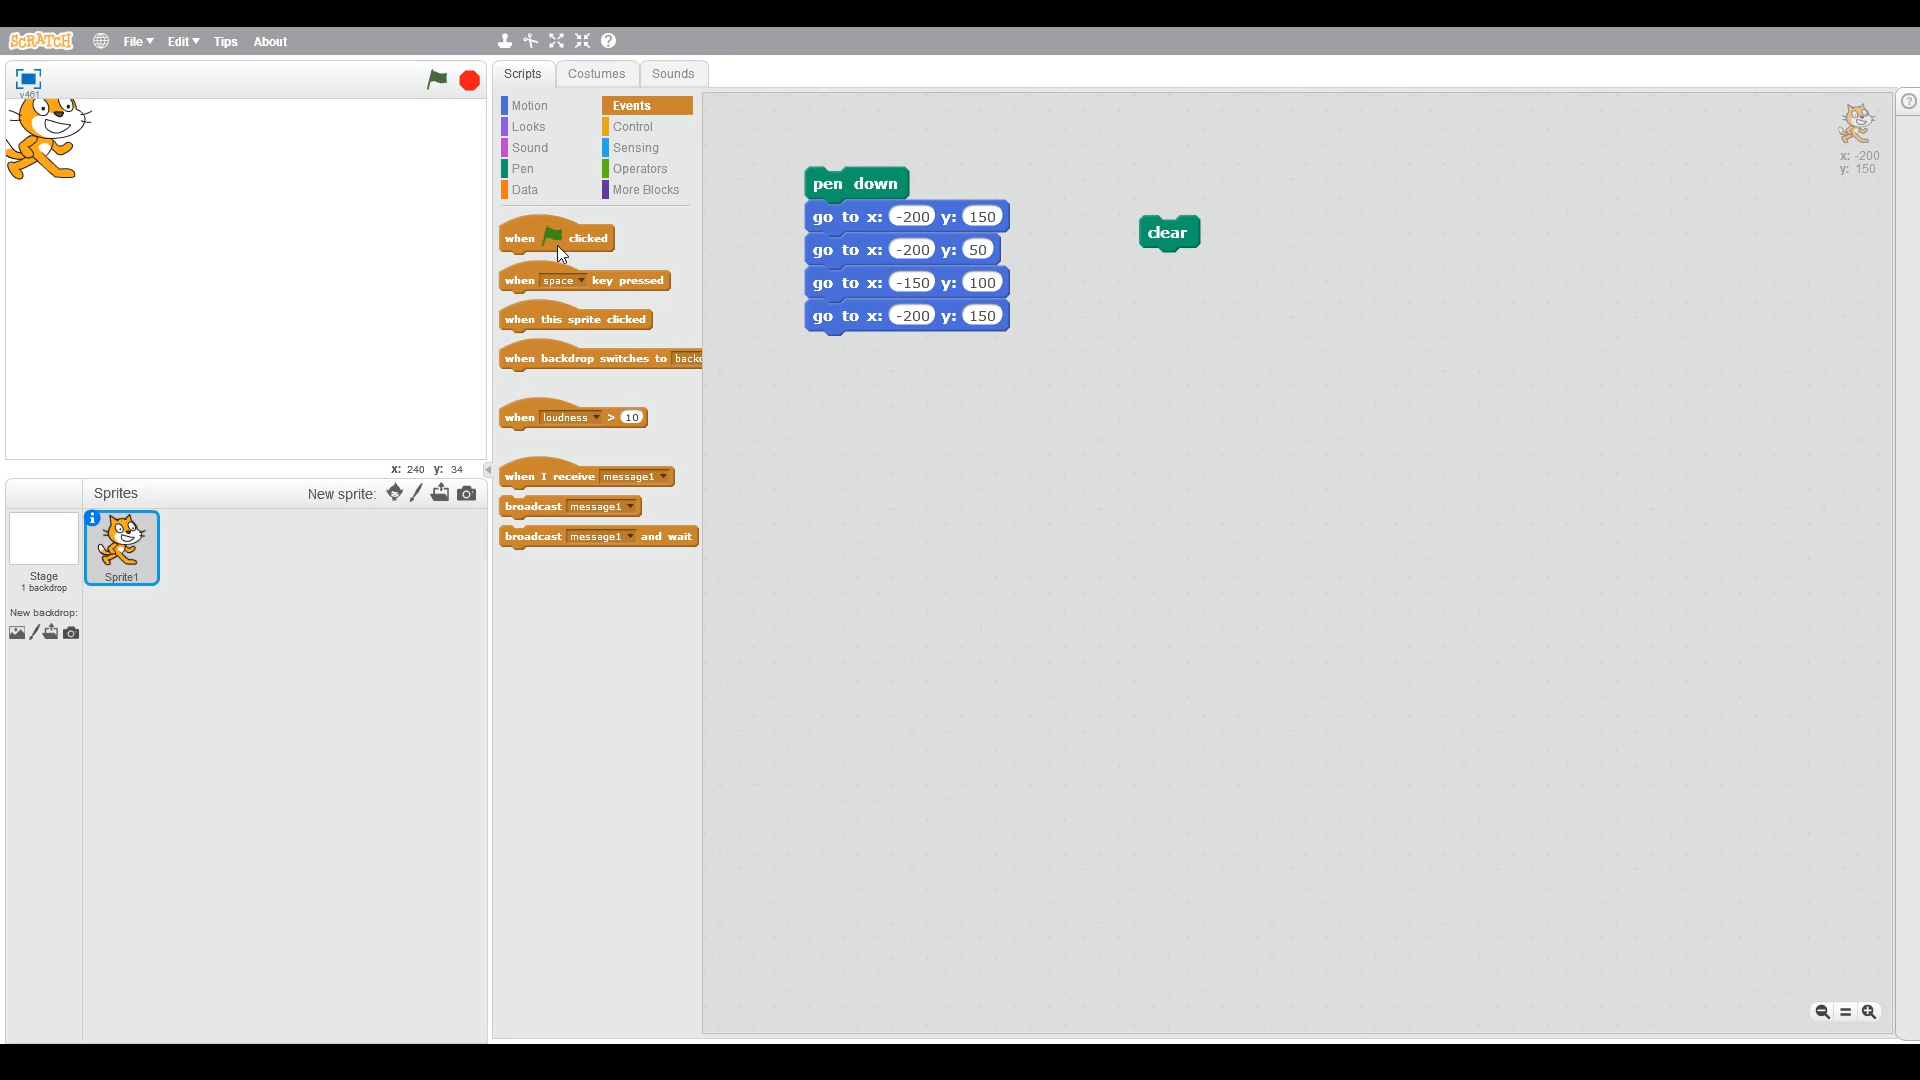 SCRATCH File Edit Tips About
v461
Scripts Costumes Sounds
Motion Events
Looks Control
Sound Sensing
Pen Operators
Data More Blocks
when clicked
when space key pressed
when this sprite clicked
when backdrop switches to backd
when loudness > 10
when I receive message1
broadcast message1
broadcast message1 and wait
pen down
go to x: -200 y: 150
go to x: -200 y: 50
go to x: -150 y: 100
go to x: -200 y: 150
clear
x: -200
y: 150
x: 240 y: 34
Sprites New sprite:
Stage
1 backdrop
New backdrop:
Sprite1